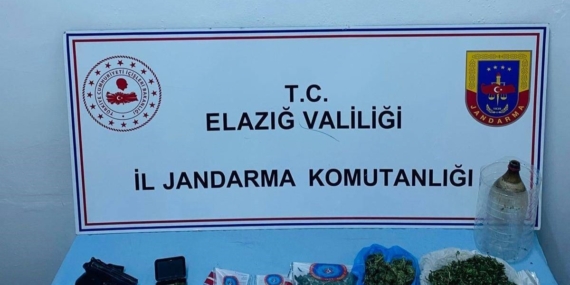 T.C.
ELAZIĞ VALİLİĞİ
İL JANDARMA KOMUTANLIĞI
JANDARMA